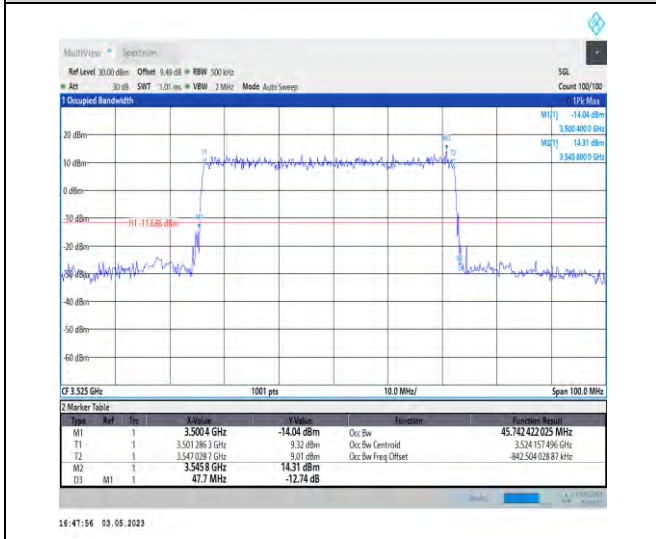 MultiView Spectrum
Ref Level 30.00 dBm Offset 9.49 dB RBW 500 kHz SGL
Att 30 dB SWT 1.01 ms VBW 2 MHz Mode Auto Sweep Count 100/100
1 Occupied Bandwidth 1Pk Max
M1[1] -14.04 dBm
3.500 400 0 GHz
M2[1] 14.31 dBm
3.545 800 0 GHz
20 dBm
M2
T1 T2
10 dBm
0 dBm
-10 dBm
M1
H1 -11.686 dBm
-20 dBm
-30 dBm
-40 dBm
-50 dBm
-60 dBm
CF 3.525 GHz 1001 pts 10.0 MHz/ Span 100.0 MHz
2 Marker Table
Type Ref Trc X-Value Y-Value Function Function Result
M1 1 3.5004 GHz -14.04 dBm Occ Bw 45.742 422 025 MHz
T1 1 3.501 286 3 GHz 9.32 dBm Occ Bw Centroid 3.524 157 496 GHz
T2 1 3.547 028 7 GHz 9.01 dBm Occ Bw Freq Offset -842.504 028 87 kHz
M2 1 3.5458 GHz 14.31 dBm
D3 M1 1 47.7 MHz -12.74 dB
16:47:56 03.05.2023